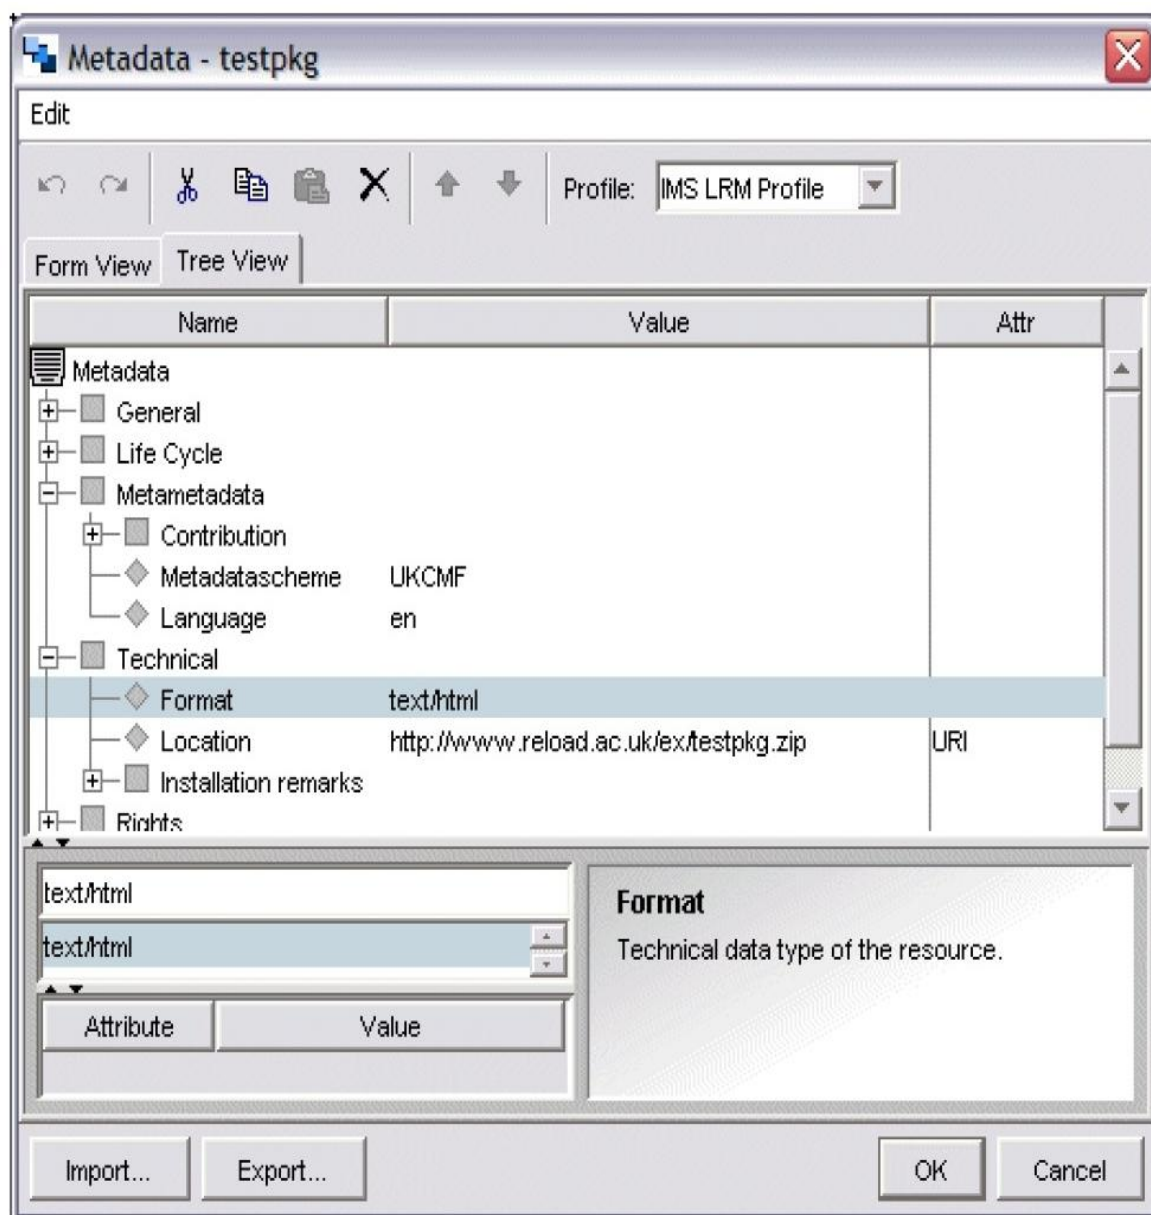 Metadata - testpkg
Edit
Profile: IMS LRM Profile
Form View Tree View
Name Value Attr
Metadata
General
Life Cycle
Metametadata
Contribution
Metadatascheme UKCMF
Language en
Technical
Format text/html
Location http://www.reload.ac.uk/ex/testpkg.zip URI
Installation remarks
Rights
text/html
text/html
Attribute Value
Format
Technical data type of the resource.
Import... Export... OK Cancel